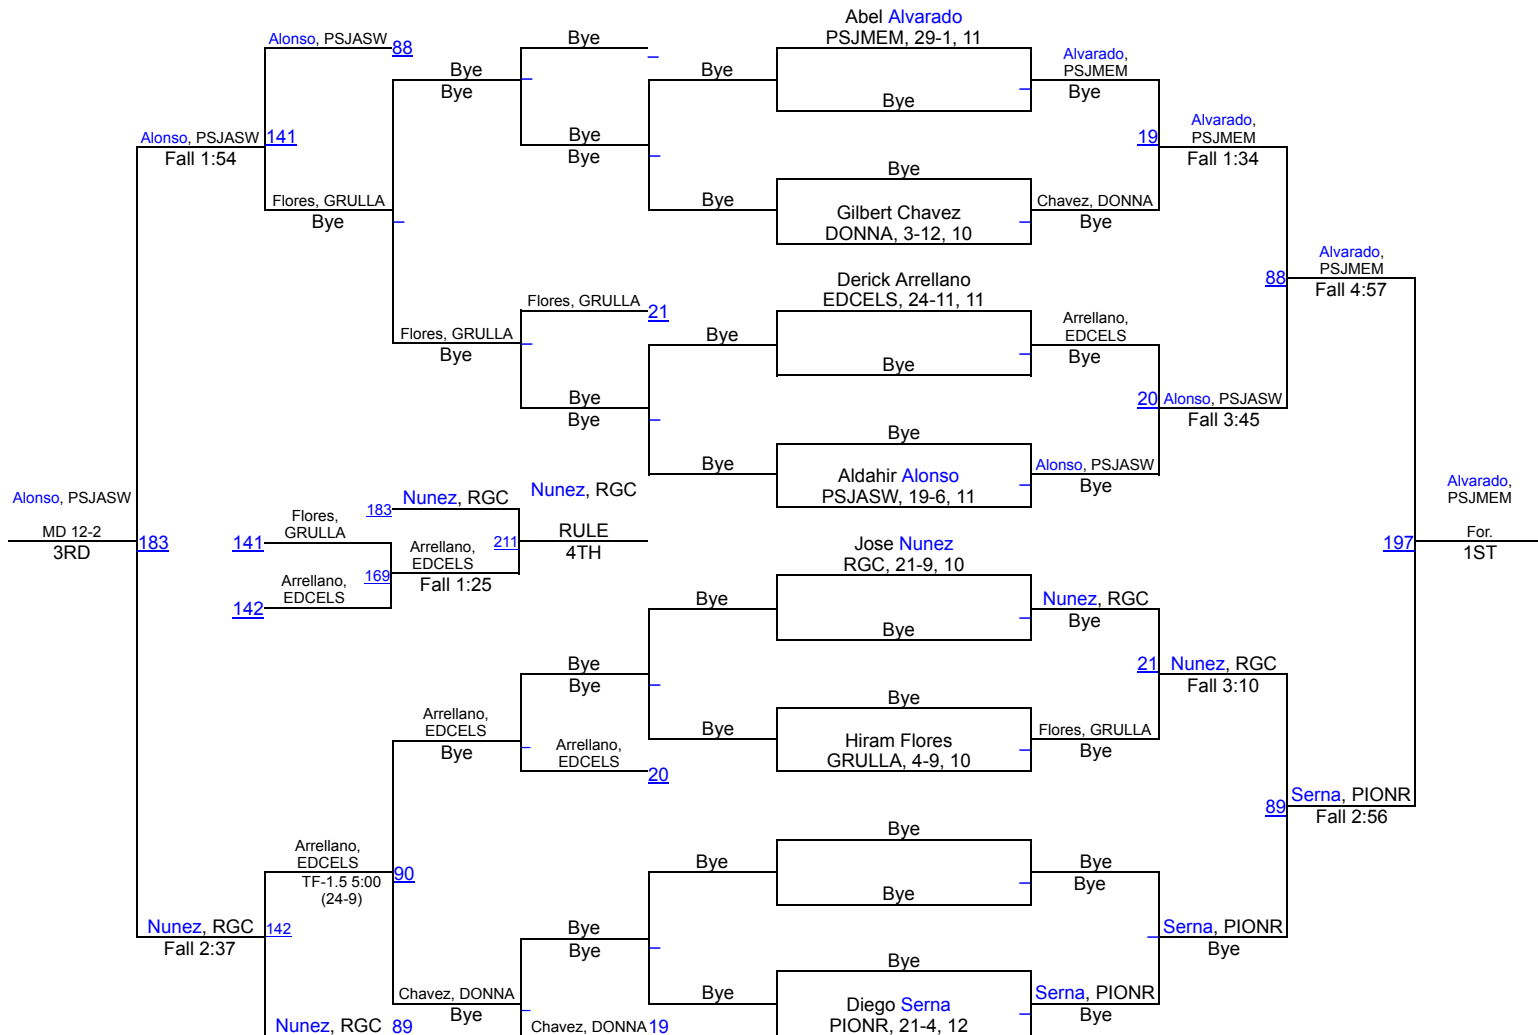 Abel Alvarado
PSJMEM, 29-1, 11
Alonso, PSJASW
88
Bye
Bye
Bye
Bye
Bye
Alvarado,
PSJMEM
Bye
Bye
Alonso, PSJASW
141
Fall 1:54
Bye
Bye
19
Alvarado,
PSJMEM
Fall 1:34
Bye
Flores, GRULLA
Bye
Bye
Gilbert Chavez
DONNA, 3-12, 10
Chavez, DONNA
Bye
Alvarado,
PSJMEM
Fall 4:57
88
Derick Arrellano
EDCELS, 24-11, 11
Flores, GRULLA
21
Flores, GRULLA
Bye
Bye
Arrellano,
EDCELS
Bye
Bye
Bye
Bye
20
Alonso, PSJASW
Fall 3:45
Bye
Bye
Aldahir Alonso
PSJASW, 19-6, 11
Alonso, PSJASW
Bye
Alonso, PSJASW
MD 12-2
3RD
183
Nunez, RGC
183
Nunez, RGC
RULE
4TH
211
Flores,
GRULLA
141
Arrellano,
EDCELS
Fall 1:25
169
Arrellano,
EDCELS
142
Alvarado,
PSJMEM
For.
1ST
197
Jose Nunez
RGC, 21-9, 10
Bye
Bye
Nunez, RGC
Bye
Bye
Bye
21
Nunez, RGC
Fall 3:10
Bye
Arrellano,
EDCELS
Bye
Arrellano,
EDCELS
20
Bye
Hiram Flores
GRULLA, 4-9, 10
Flores, GRULLA
Bye
89
Serna, PIONR
Fall 2:56
Bye
Arrellano,
EDCELS
TF-1.5 5:00
(24-9)
90
Bye
Bye
Bye
Bye
Nunez, RGC
142
Fall 2:37
Bye
Bye
Serna, PIONR
Bye
Bye
Chavez, DONNA
Bye
Bye
Diego Serna
PIONR, 21-4, 12
Serna, PIONR
Bye
Nunez, RGC
89
Chavez, DONNA
19